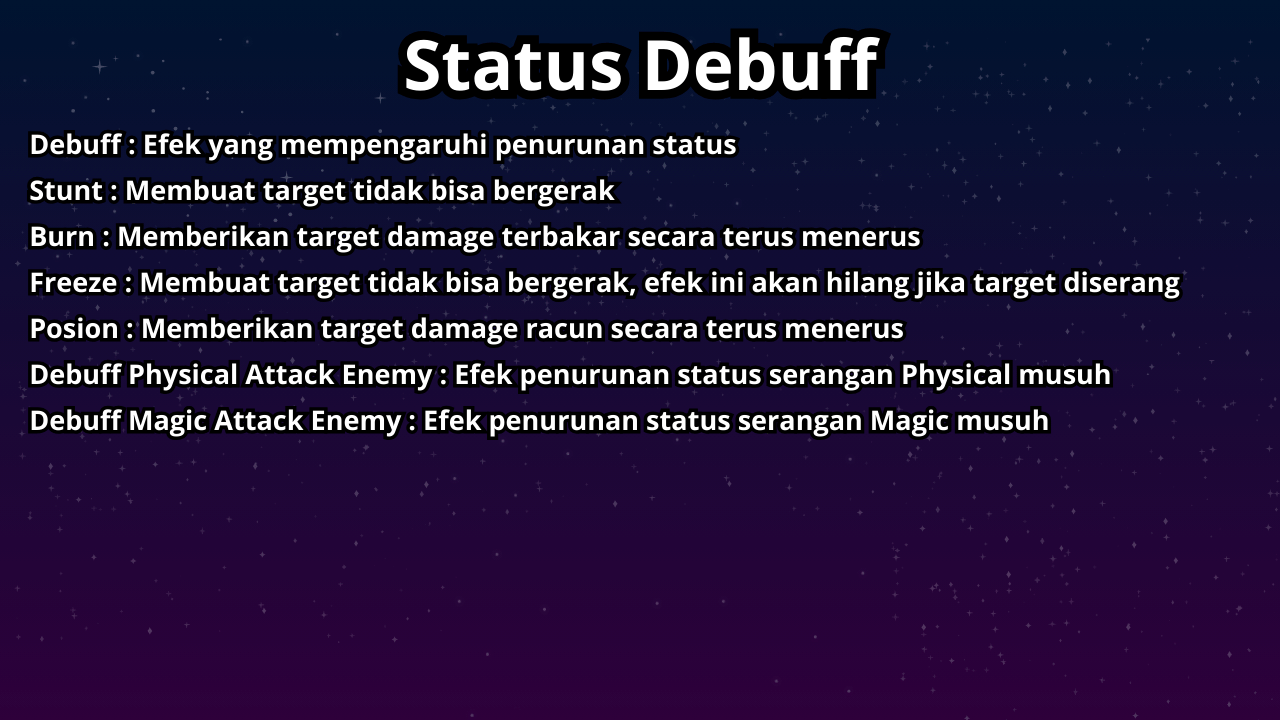 Status Debuff
Debuff : Efek yang mempengaruhi penurunan status
Stunt : Membuat target tidak bisa bergerak
Burn : Memberikan target damage terbakar secara terus menerus
Freeze : Membuat target tidak bisa bergerak, efek ini akan hilang jika target diserang
Posion : Memberikan target damage racun secara terus menerus
Debuff Physical Attack Enemy : Efek penurunan status serangan Physical musuh
Debuff Magic Attack Enemy : Efek penurunan status serangan Magic musuh